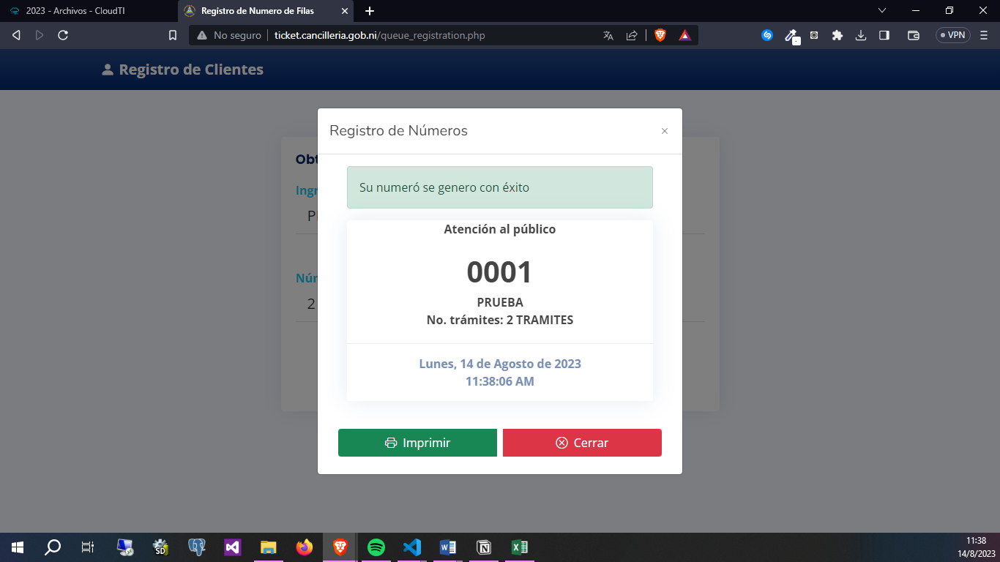 2023 - Archivos - CloudTI
Registro de Numero de Filas
No seguro
ticket.cancilleria.gob.ni/queue_registration.php
VPN
Registro de Clientes
Registro de Números
Obt
Ingr
P
Núr
2
Su numeró se genero con éxito
Atención al público
0001
PRUEBA
No. trámites: 2 TRAMITES
Lunes, 14 de Agosto de 2023
11:38:06 AM
Imprimir
Cerrar
SD
11:38
14/8/2023